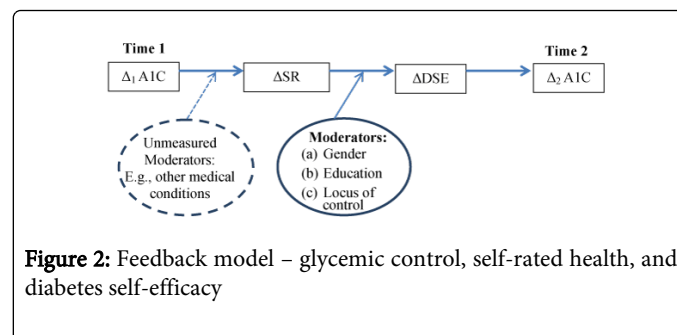 Time 1
Time 2
Δ₁ A1C
ΔSR
ΔDSE
Δ₂ A1C
Unmeasured
Moderators:
E.g., other medical
conditions
Moderators:
(a) Gender
(b) Education
(c) Locus of
control
Figure 2: Feedback model – glycemic control, self-rated health, and
diabetes self-efficacy